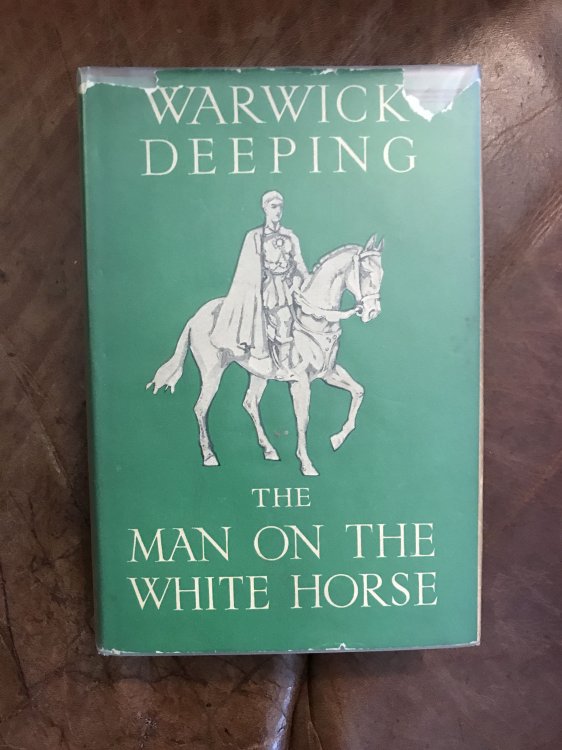 WARWICK
DEEPING
THE
MAN ON THE
WHITE HORSE